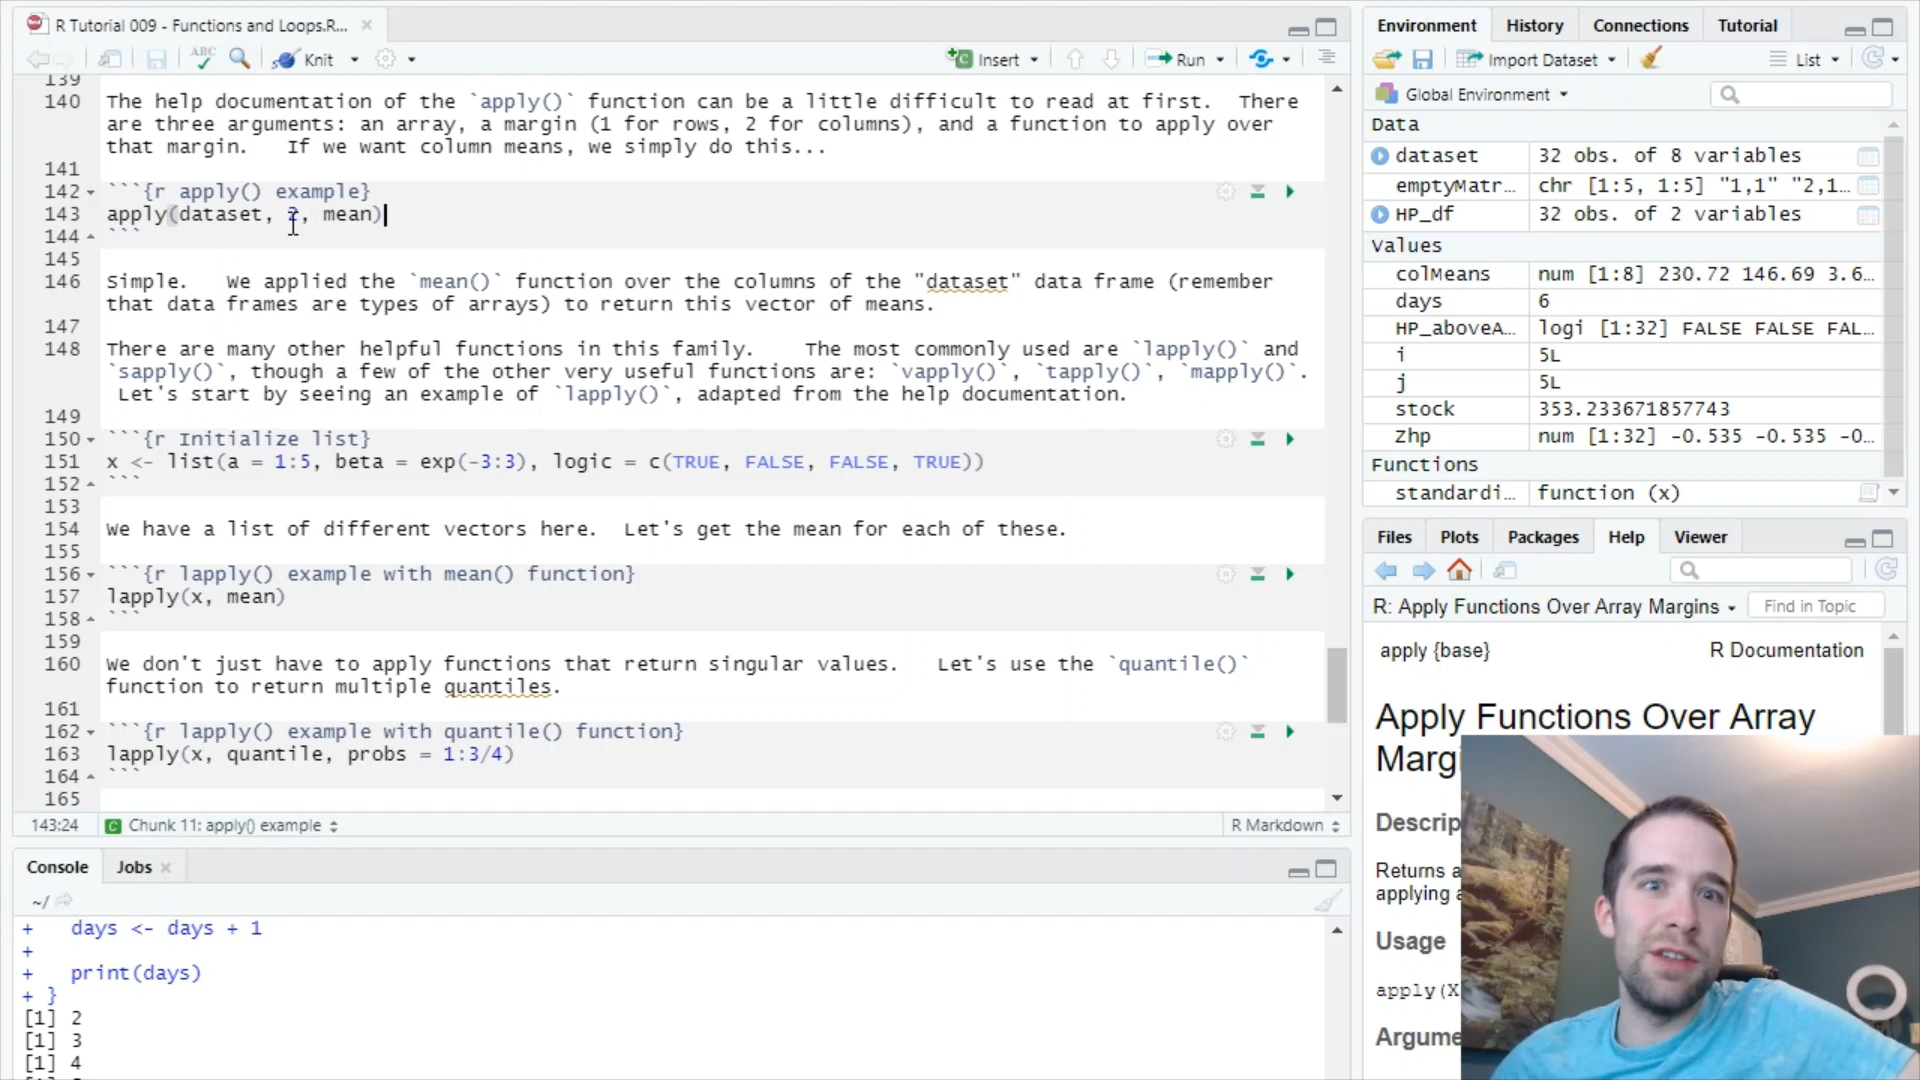 R Tutorial 009 - Functions and Loops.R...
ABC
Knit
Insert
Run
139
140 The help documentation of the `apply()` function can be a little difficult to read at first.  There
are three arguments: an array, a margin (1 for rows, 2 for columns), and a function to apply over
that margin.   If we want column means, we simply do this...
141
142 ```{r apply() example}
143 apply(dataset, 2, mean)
144 ```
145
146 Simple.   We applied the `mean()` function over the columns of the "dataset" data frame (remember
that data frames are types of arrays) to return this vector of means.
147
148 There are many other helpful functions in this family.    The most commonly used are `lapply()` and
`sapply()`, though a few of the other very useful functions are: `vapply()`, `tapply()`, `mapply()`.
Let's start by seeing an example of `lapply()`, adapted from the help documentation.
149
150 ```{r Initialize list}
151 x <- list(a = 1:5, beta = exp(-3:3), logic = c(TRUE, FALSE, FALSE, TRUE))
152 ```
153
154 We have a list of different vectors here.  Let's get the mean for each of these.
155
156 ```{r lapply() example with mean() function}
157 lapply(x, mean)
158 ```
159
160 We don't just have to apply functions that return singular values.   Let's use the `quantile()`
function to return multiple quantiles.
161
162 ```{r lapply() example with quantile() function}
163 lapply(x, quantile, probs = 1:3/4)
164 ```
165
143:24 Chunk 11: apply() example R Markdown
Console Jobs
~/
+   days <- days + 1
+
+   print(days)
+ }
[1] 2
[1] 3
[1] 4
Environment History Connections Tutorial
Import Dataset List
Global Environment
Data
dataset 32 obs. of 8 variables
emptyMatr... chr [1:5, 1:5] "1,1" "2,1...
HP_df 32 obs. of 2 variables
Values
colMeans num [1:8] 230.72 146.69 3.6...
days 6
HP_aboveA... logi [1:32] FALSE FALSE FAL...
i 5L
j 5L
stock 353.233671857743
Zhp num [1:32] -0.535 -0.535 -0...
Functions
standardi... function (x)
Files Plots Packages Help Viewer
R: Apply Functions Over Array Margins Find in Topic
apply {base} R Documentation
Apply Functions Over Array
Margi
Descrip
Returns a
applying a
Usage
apply(X
Argume